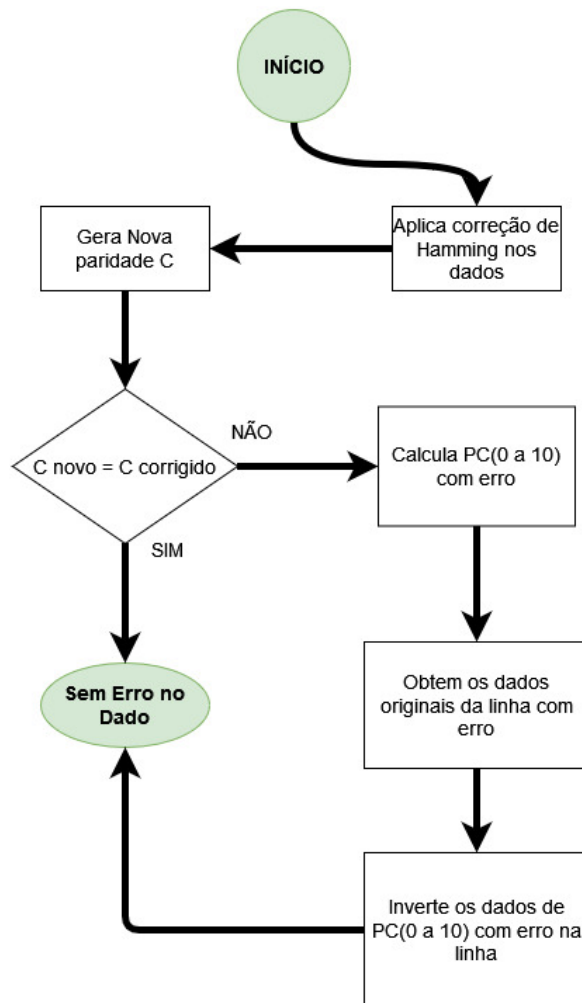 INÍCIO
Aplica correção de
Hamming nos
dados
Gera Nova
paridade C
C novo = C corrigido
NÃO
SIM
Calcula PC(0 a 10)
com erro
Obtem os dados
originais da linha com
erro
Inverte os dados de
PC(0 a 10) com erro na
linha
Sem Erro no
Dado